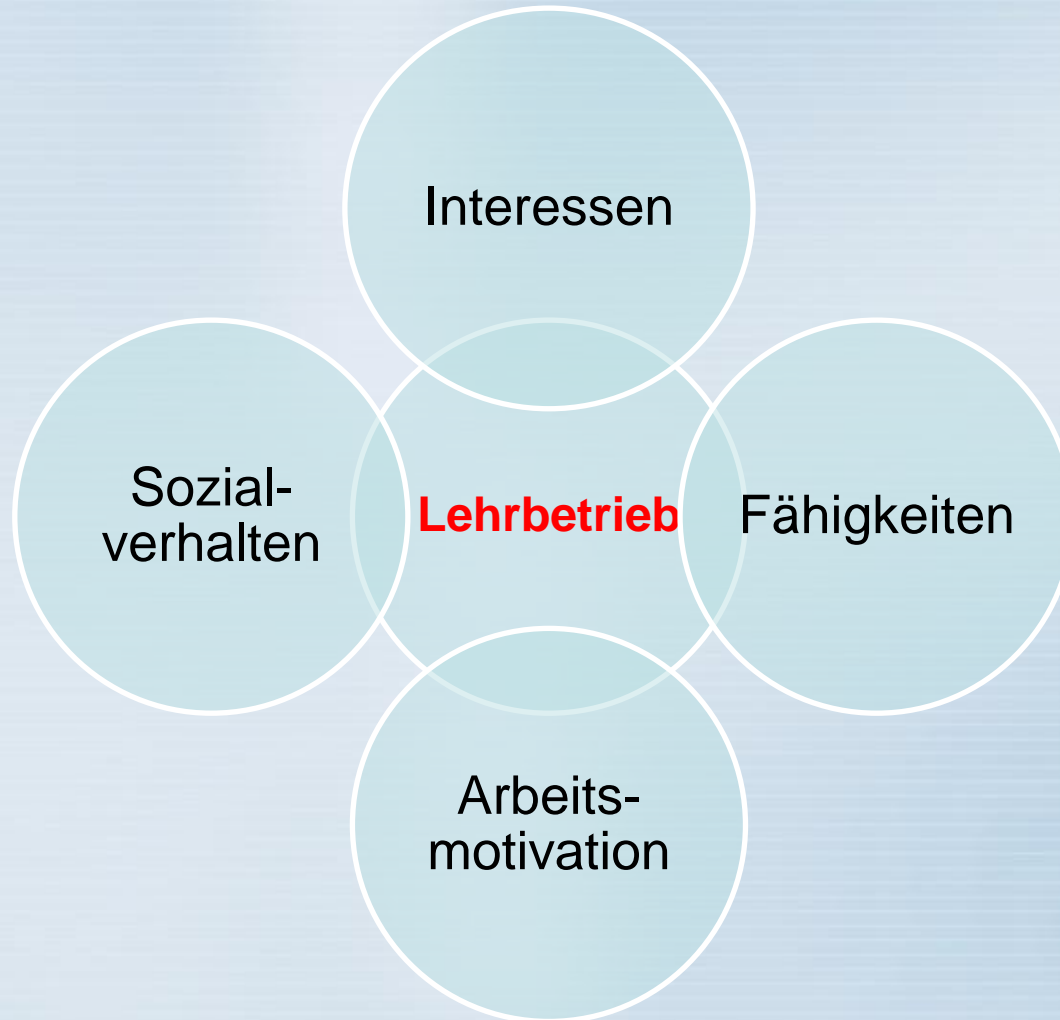 Interessen
Sozial-
verhalten
Lehrbetrieb
Fähigkeiten
Arbeits-
motivation